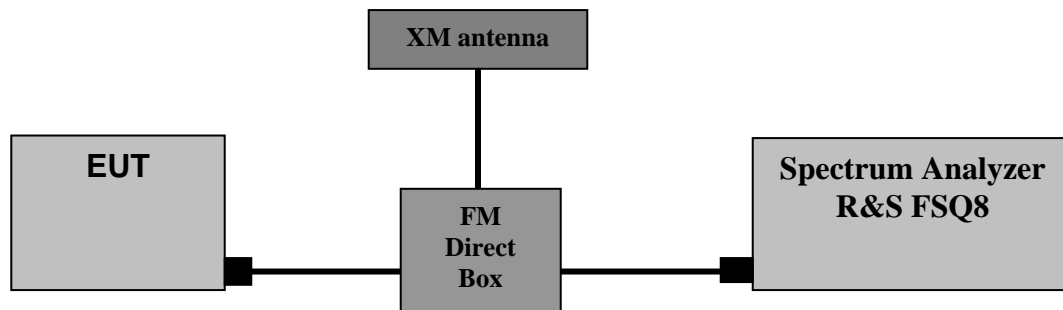 XM antenna
EUT
Spectrum Analyzer
R&S FSQ8
FM
Direct
Box